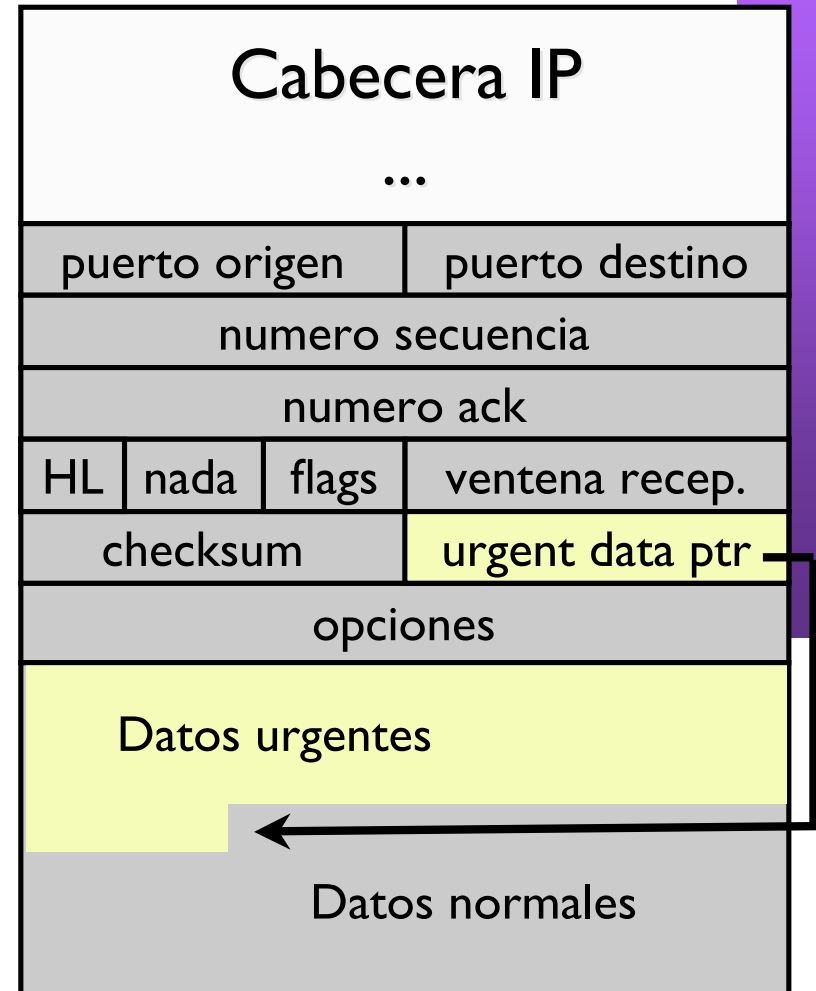 Cabecera IP
...
puerto origen puerto destino
numero secuencia
numero ack
HL nada flags ventena recep.
checksum urgent data ptr
opciones
Datos urgentes
Datos normales